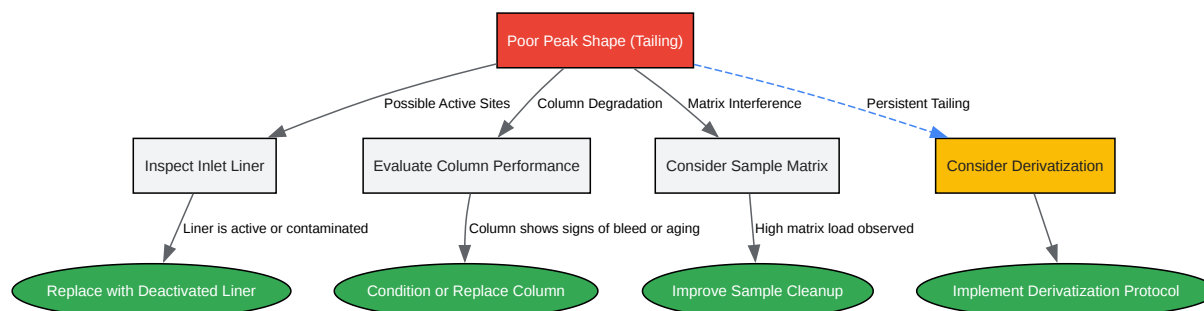 Poor Peak Shape (Tailing)
Possible Active Sites
Column Degradation
Matrix Interference
Persistent Tailing
Inspect Inlet Liner
Evaluate Column Performance
Consider Sample Matrix
Consider Derivatization
Liner is active or contaminated
Column shows signs of bleed or aging
High matrix load observed
Replace with Deactivated Liner
Condition or Replace Column
Improve Sample Cleanup
Implement Derivatization Protocol